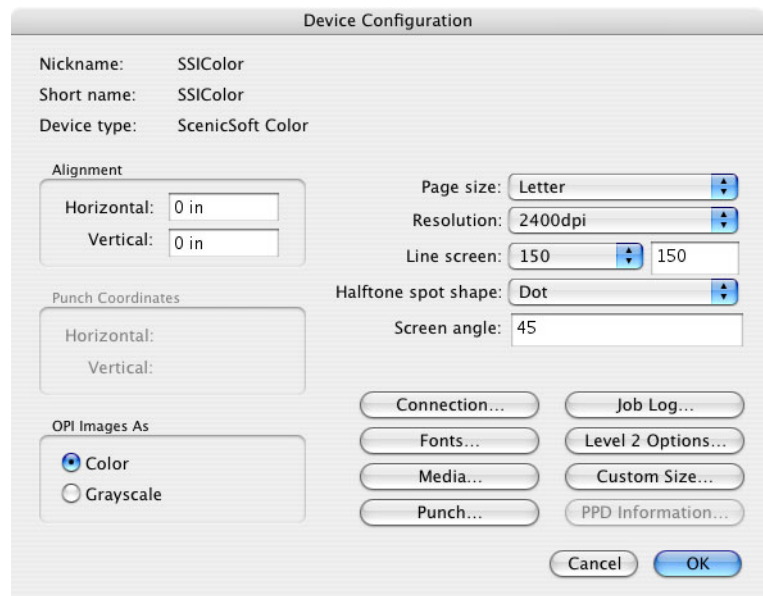 Device Configuration
Nickname: SSIColor
Short name: SSIColor
Device type: ScenicSoft Color
Alignment
Horizontal: 0 in
Vertical: 0 in
Punch Coordinates
Horizontal:
Vertical:
OPI Images As
Color
Grayscale
Page size: Letter
Resolution: 2400dpi
Line screen: 150 150
Halftone spot shape: Dot
Screen angle: 45
Connection... Job Log...
Fonts... Level 2 Options...
Media... Custom Size...
Punch... PPD Information...
Cancel OK